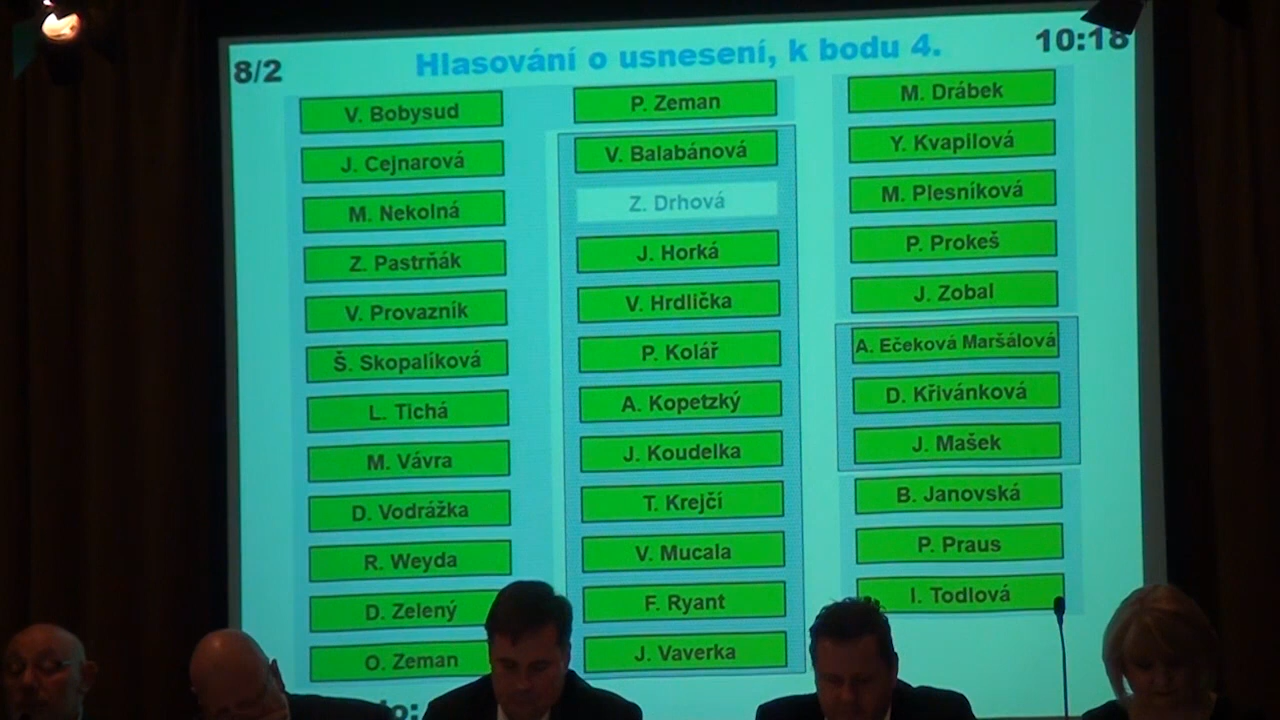 8/2
Hlasování o usnesení, k bodu 4.
10:18
V. Bobysud
J. Cejnarová
M. Nekolná
Z. Pastrňák
V. Provazník
Š. Skopalíková
L. Tichá
M. Vávra
D. Vodrážka
R. Weyda
D. Zelený
O. Zeman
P. Zeman
V. Balabánová
Z. Drhová
J. Horká
V. Hrdlička
P. Kolář
A. Kopetzký
J. Koudelka
T. Krejčí
V. Mucala
F. Ryant
J. Vaverka
M. Drábek
Y. Kvapilová
M. Plesníková
P. Prokeš
J. Zobal
A. Ečeková Maršálová
D. Křivánková
J. Mašek
B. Janovská
P. Praus
I. Todlová